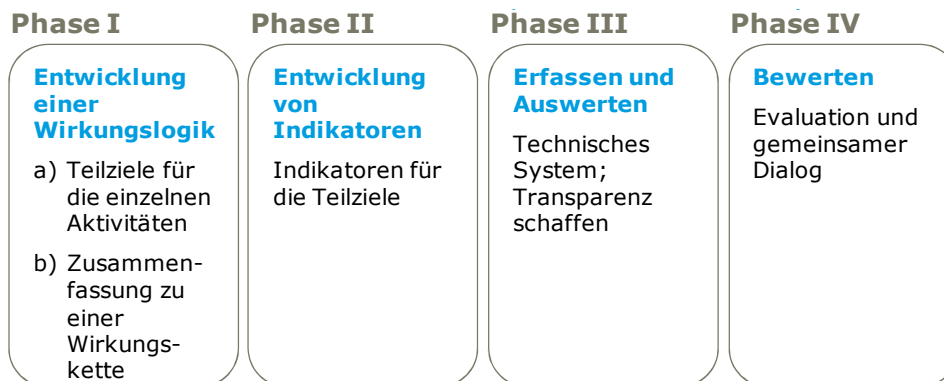 Phase I
Entwicklung
einer
Wirkungslogik
a) Teilziele für
die einzelnen
Aktivitäten
b) Zusammen-
fassung zu
einer
Wirkungs-
kette
Phase II
Entwicklung
von
Indikatoren
Indikatoren für
die Teilziele
Phase III
Erfassen und
Auswerten
Technisches
System;
Transparenz
schaffen
Phase IV
Bewerten
Evaluation und
gemeinsamer
Dialog